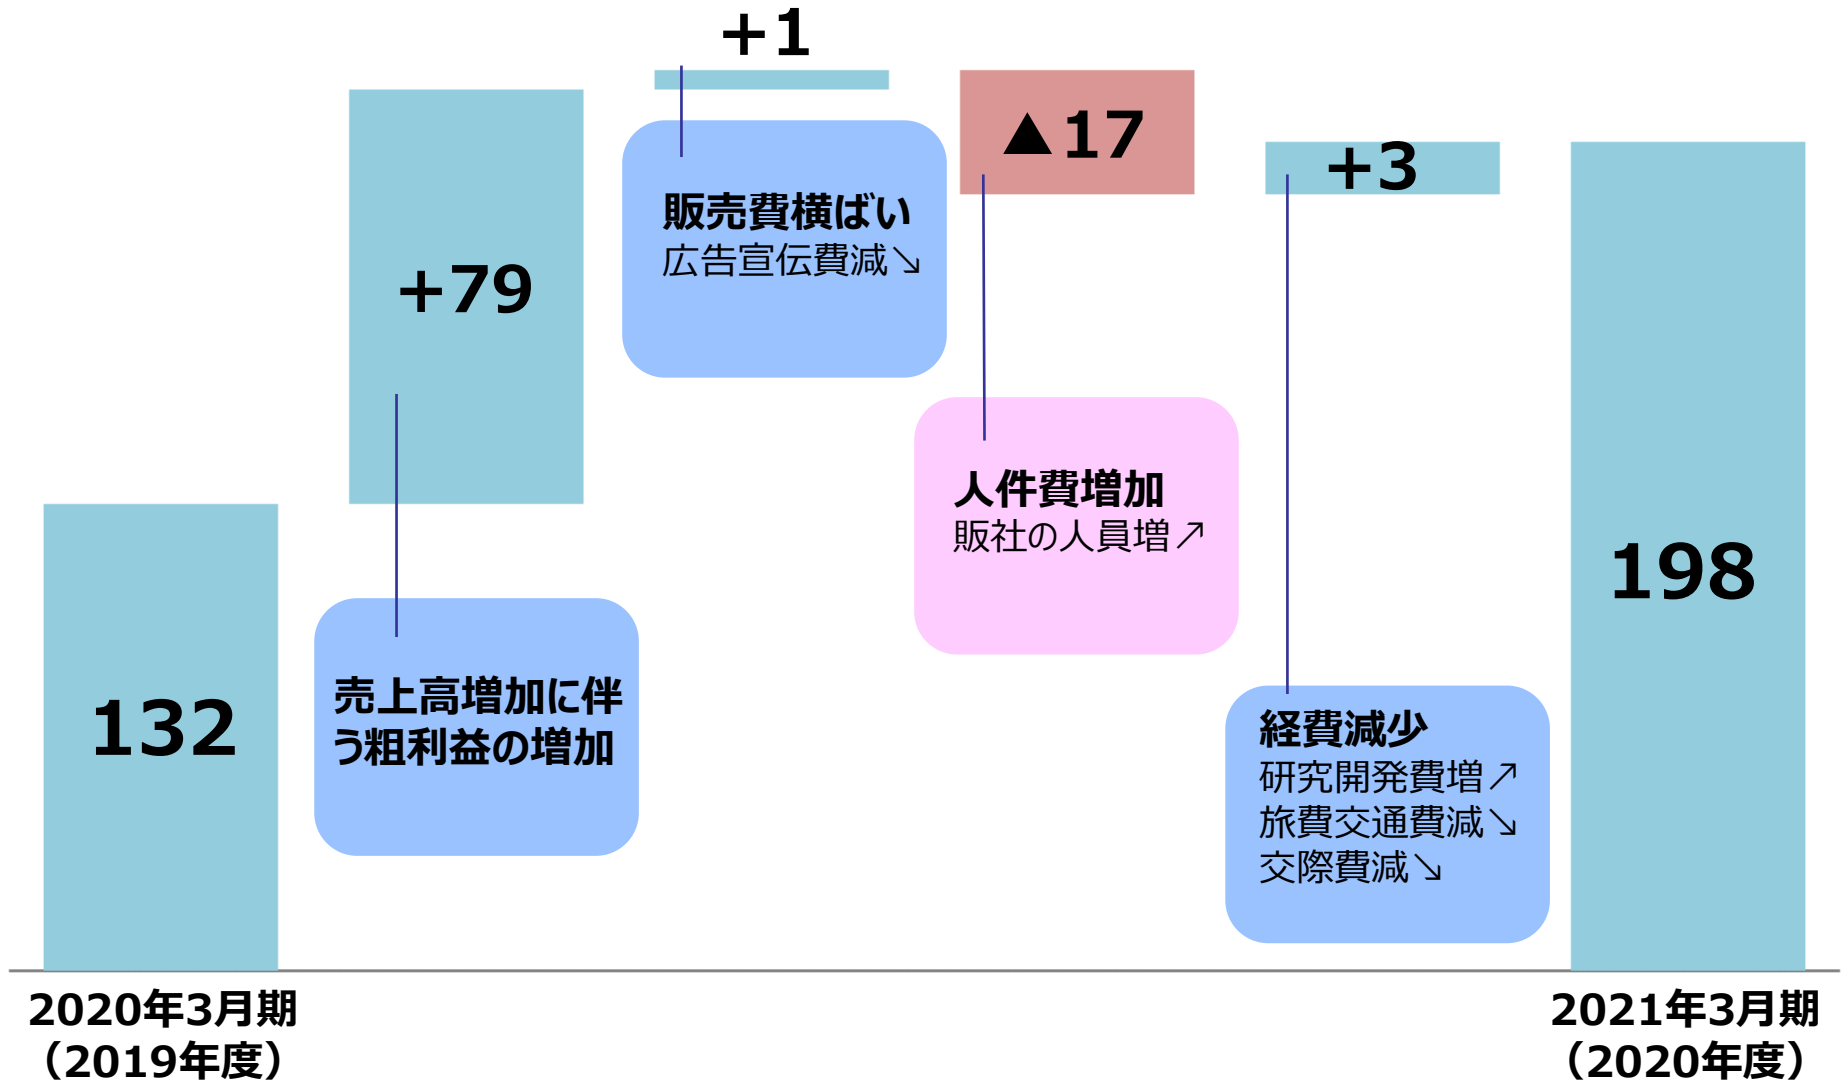 +1
▲17
+3
+79
販売費横ばい
広告宣伝費減↘
人件費増加
販社の人員増↗
198
132
売上高増加に伴
う粗利益の増加
経費減少
研究開発費増↗
旅費交通費減↘
交際費減↘
2020年3月期
（2019年度）
2021年3月期
（2020年度）